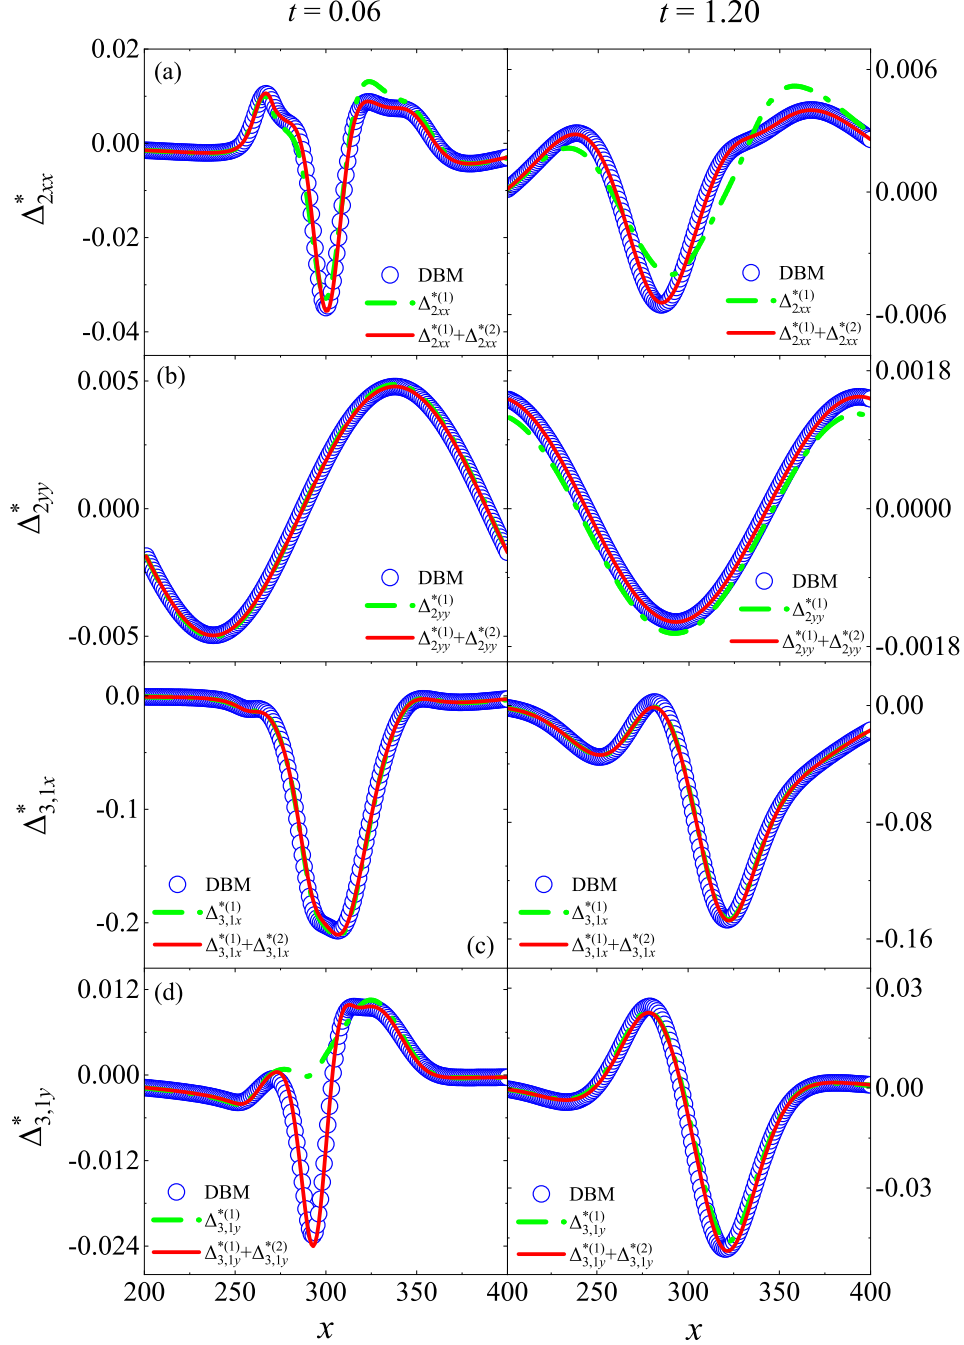 t = 0.06 t = 1.20
0.02 (a) 0.006
0.00
Δ*2xx 0.000
-0.02
DBM DBM
Δ*(1)2xx Δ*(1)2xx
-0.006
-0.04 Δ*(1)2xx+Δ*(2)2xx Δ*(1)2xx+Δ*(2)2xx
0.005 (b) 0.0018
Δ*2yy 0.000 0.0000
DBM DBM
Δ*(1)2yy Δ*(1)2yy
-0.005 Δ*(1)2yy+Δ*(2)2yy Δ*(1)2yy+Δ*(2)2yy -0.0018
0.0 0.00
Δ*3,1x -0.1 -0.08
DBM DBM
Δ*(1)3,1x Δ*(1)3,1x
-0.2 Δ*(1)3,1x+Δ*(2)3,1x (c) Δ*(1)3,1x+Δ*(2)3,1x -0.16
0.012 (d) 0.03
0.000 0.00
Δ*3,1y
-0.012
DBM DBM -0.03
Δ*(1)3,1y Δ*(1)3,1y
-0.024 Δ*(1)3,1y+Δ*(2)3,1y Δ*(1)3,1y+Δ*(2)3,1y
200 250 300 350 400 250 300 350 400
x x